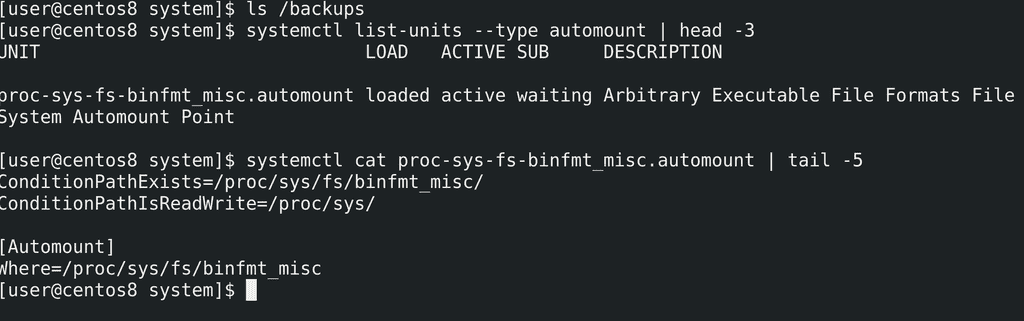 [user@centos8 system]$ ls /backups
[user@centos8 system]$ systemctl list-units --type automount | head -3
UNIT                              LOAD   ACTIVE SUB     DESCRIPTION
proc-sys-fs-binfmt_misc.automount loaded active waiting Arbitrary Executable File Formats File
System Automount Point
[user@centos8 system]$ systemctl cat proc-sys-fs-binfmt_misc.automount | tail -5
ConditionPathExists=/proc/sys/fs/binfmt_misc/
ConditionPathIsReadWrite=/proc/sys/
[Automount]
Where=/proc/sys/fs/binfmt_misc
[user@centos8 system]$